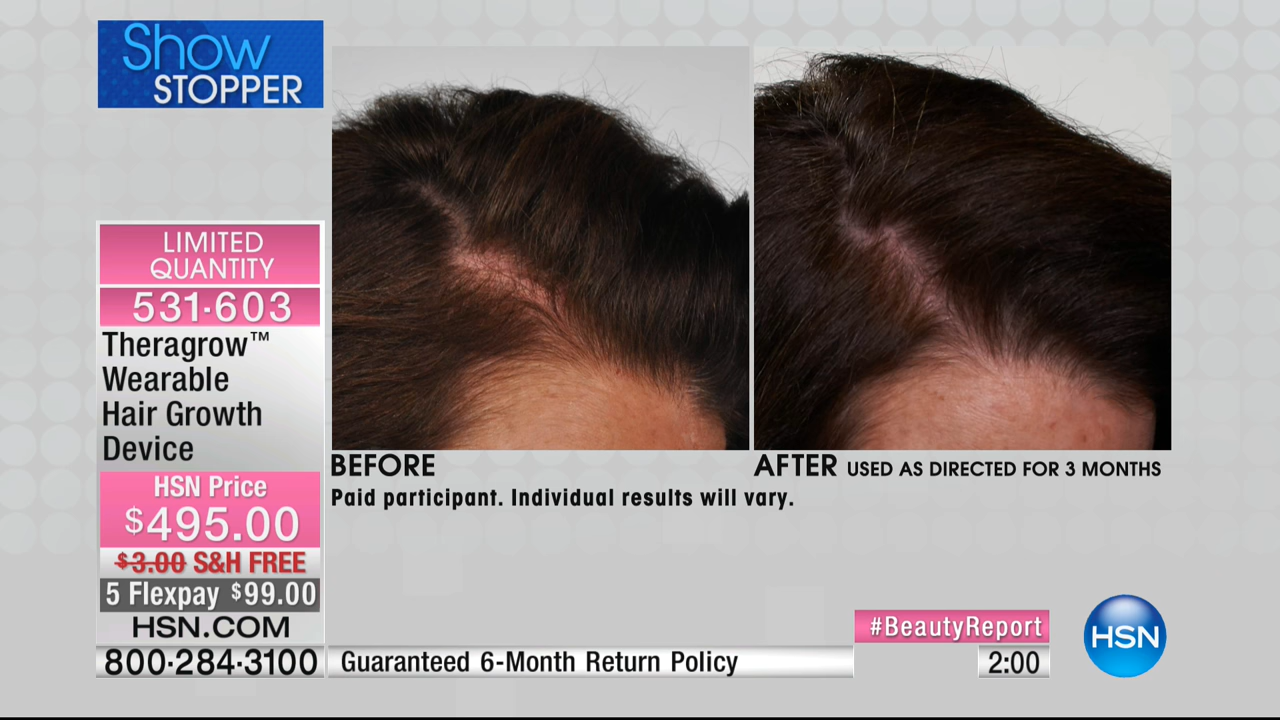 Show
STOPPER
LIMITED
QUANTITY
531-603
Theragrow™
Wearable
Hair Growth
Device
HSN Price
$495.00
$3.00 S&H FREE
5 Flexpay $99.00
HSN.COM
800·284·3100
BEFORE
AFTER USED AS DIRECTED FOR 3 MONTHS
Paid participant. Individual results will vary.
#BeautyReport
HSN
Guaranteed 6-Month Return Policy
2:00